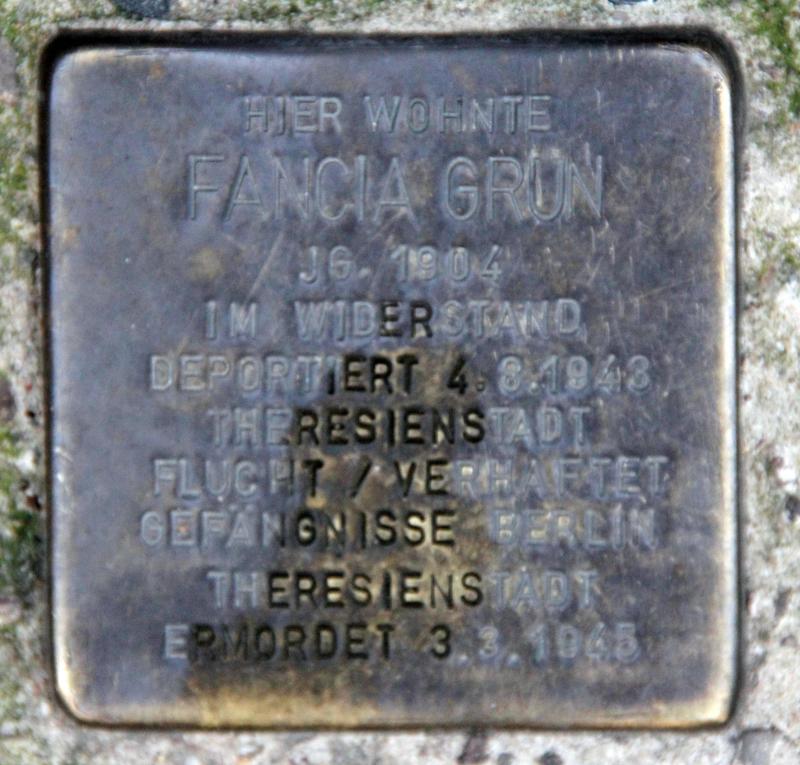 HIER WOHNTE
FANCIA GRÜN
JG. 1904
IM WIDERSTAND
DEPORTIERT 4.8.1943
THERESIENSTADT
FLUCHT / VERHAFTET
GEFÄNGNISSE BERLIN
THERESIENSTADT
ERMORDET 3.3.1945